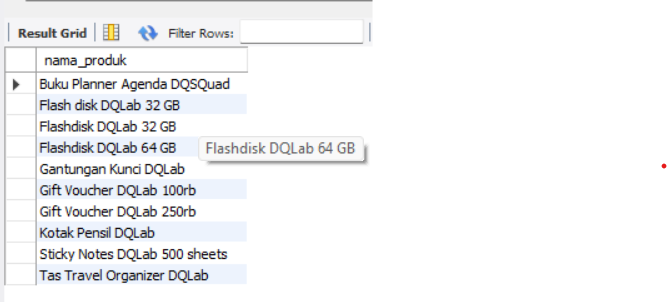 Result Grid Filter Rows:
nama_produk
Buku Planner Agenda DQSQuad
Flash disk DQLab 32 GB
Flashdisk DQLab 32 GB
Flashdisk DQLab 64 GB Flashdisk DQLab 64 GB
Gantungan Kunci DQLab
Gift Voucher DQLab 100rb
Gift Voucher DQLab 250rb
Kotak Pensil DQLab
Sticky Notes DQLab 500 sheets
Tas Travel Organizer DQLab